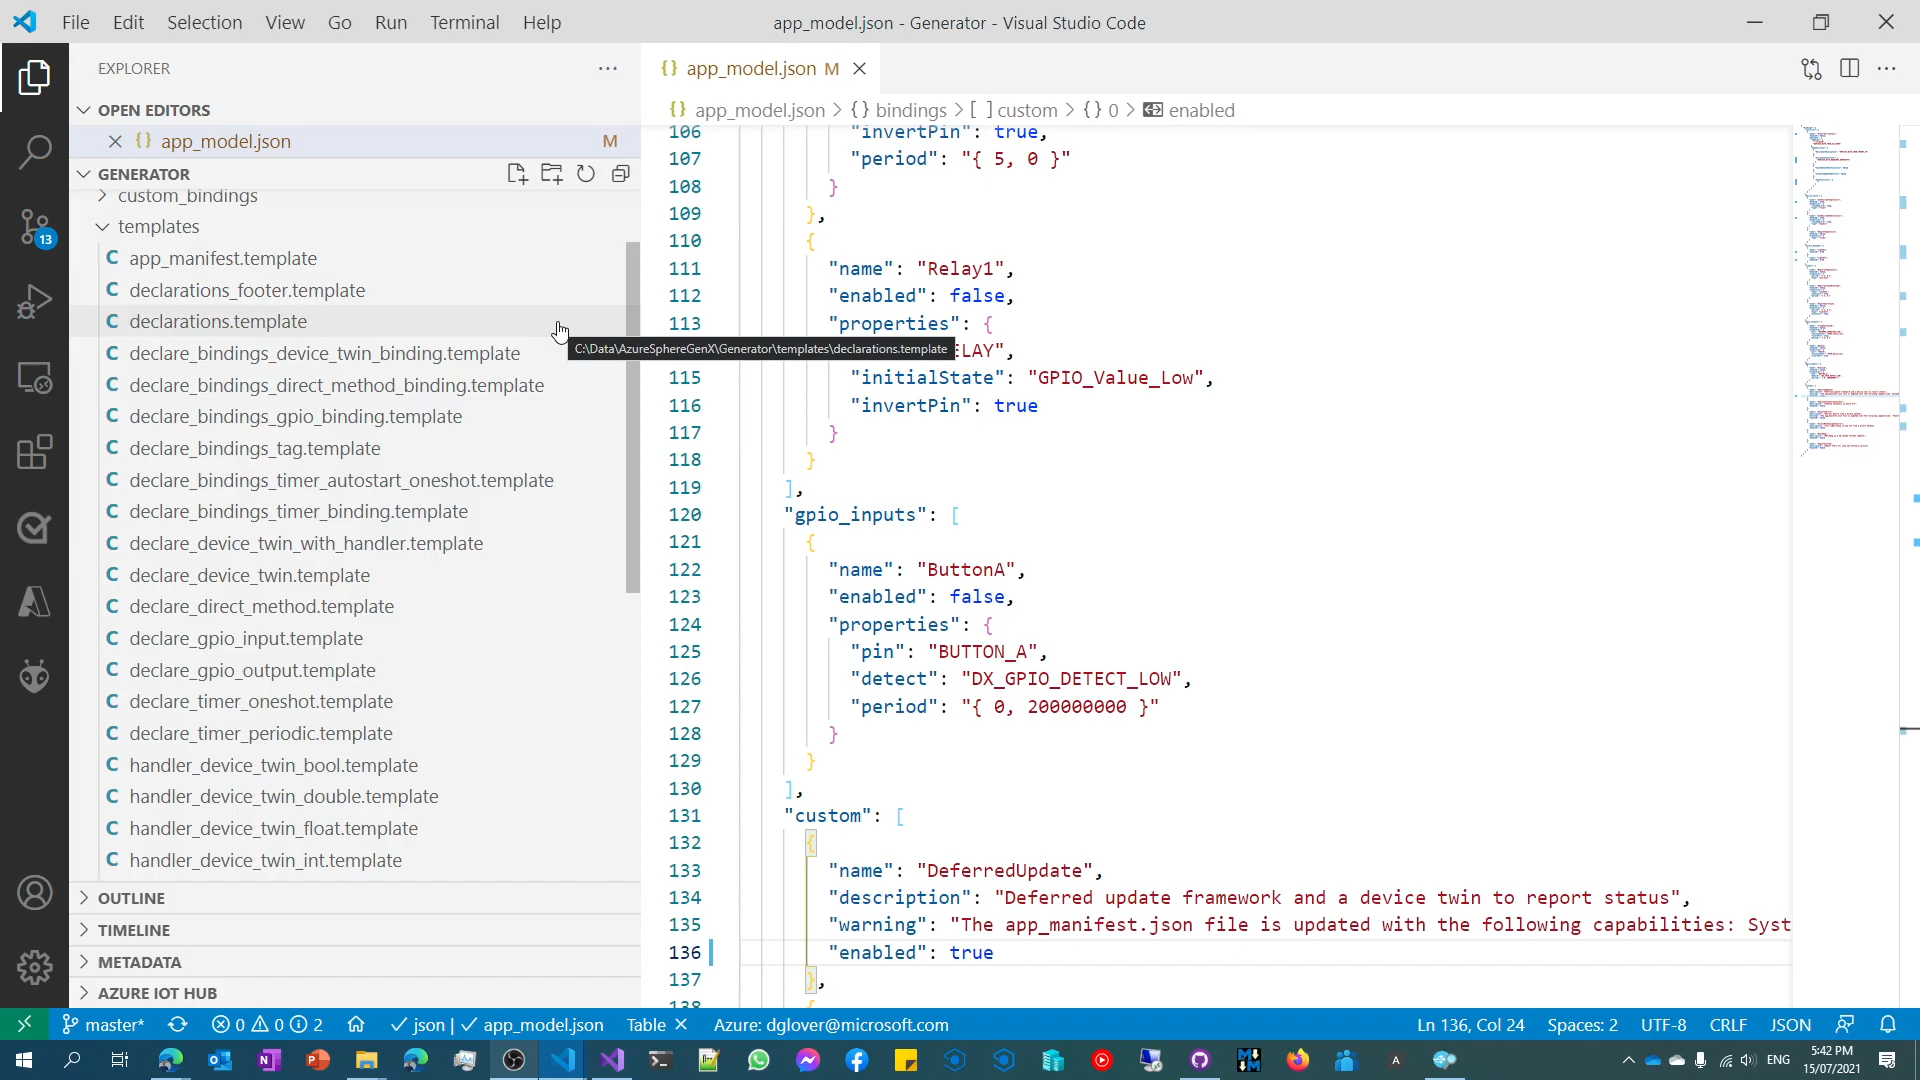 File Edit Selection View Go Run Terminal Help
app_model.json - Generator - Visual Studio Code
EXPLORER
OPEN EDITORS
{} app_model.json M
GENERATOR
custom_bindings
templates
C app_manifest.template
C declarations_footer.template
C declarations.template
C declare_bindings_device_twin_binding.template
C declare_bindings_direct_method_binding.template
C declare_bindings_gpio_binding.template
C declare_bindings_tag.template
C declare_bindings_timer_autostart_oneshot.template
C declare_bindings_timer_binding.template
C declare_device_twin_with_handler.template
C declare_device_twin.template
C declare_direct_method.template
C declare_gpio_input.template
C declare_gpio_output.template
C declare_timer_oneshot.template
C declare_timer_periodic.template
C handler_device_twin_bool.template
C handler_device_twin_double.template
C handler_device_twin_float.template
C handler_device_twin_int.template
OUTLINE
TIMELINE
METADATA
AZURE IOT HUB
13
C:\Data\AzureSphereGenX\Generator\templates\declarations.template
{} app_model.json M
{} app_model.json > {} bindings > [ ] custom > {} 0 > enabled
106 "invertPin": true,
107 "period": "{ 5, 0 }"
108 }
109 },
110 {
111 "name": "Relay1",
112 "enabled": false,
113 "properties": {
ELAY",
115 "initialState": "GPIO_Value_Low",
116 "invertPin": true
117 }
118 }
119 ],
120 "gpio_inputs": [
121 {
122 "name": "ButtonA",
123 "enabled": false,
124 "properties": {
125 "pin": "BUTTON_A",
126 "detect": "DX_GPIO_DETECT_LOW",
127 "period": "{ 0, 200000000 }"
128 }
129 }
130 ],
131 "custom": [
132 {
133 "name": "DeferredUpdate",
134 "description": "Deferred update framework and a device twin to report status",
135 "warning": "The app_manifest.json file is updated with the following capabilities: Syst
136 "enabled": true
137 },
138 {
master* 0 0 2 json | app_model.json Table Azure: dglover@microsoft.com Ln 136, Col 24 Spaces: 2 UTF-8 CRLF JSON
ENG
5:42 PM
15/07/2021